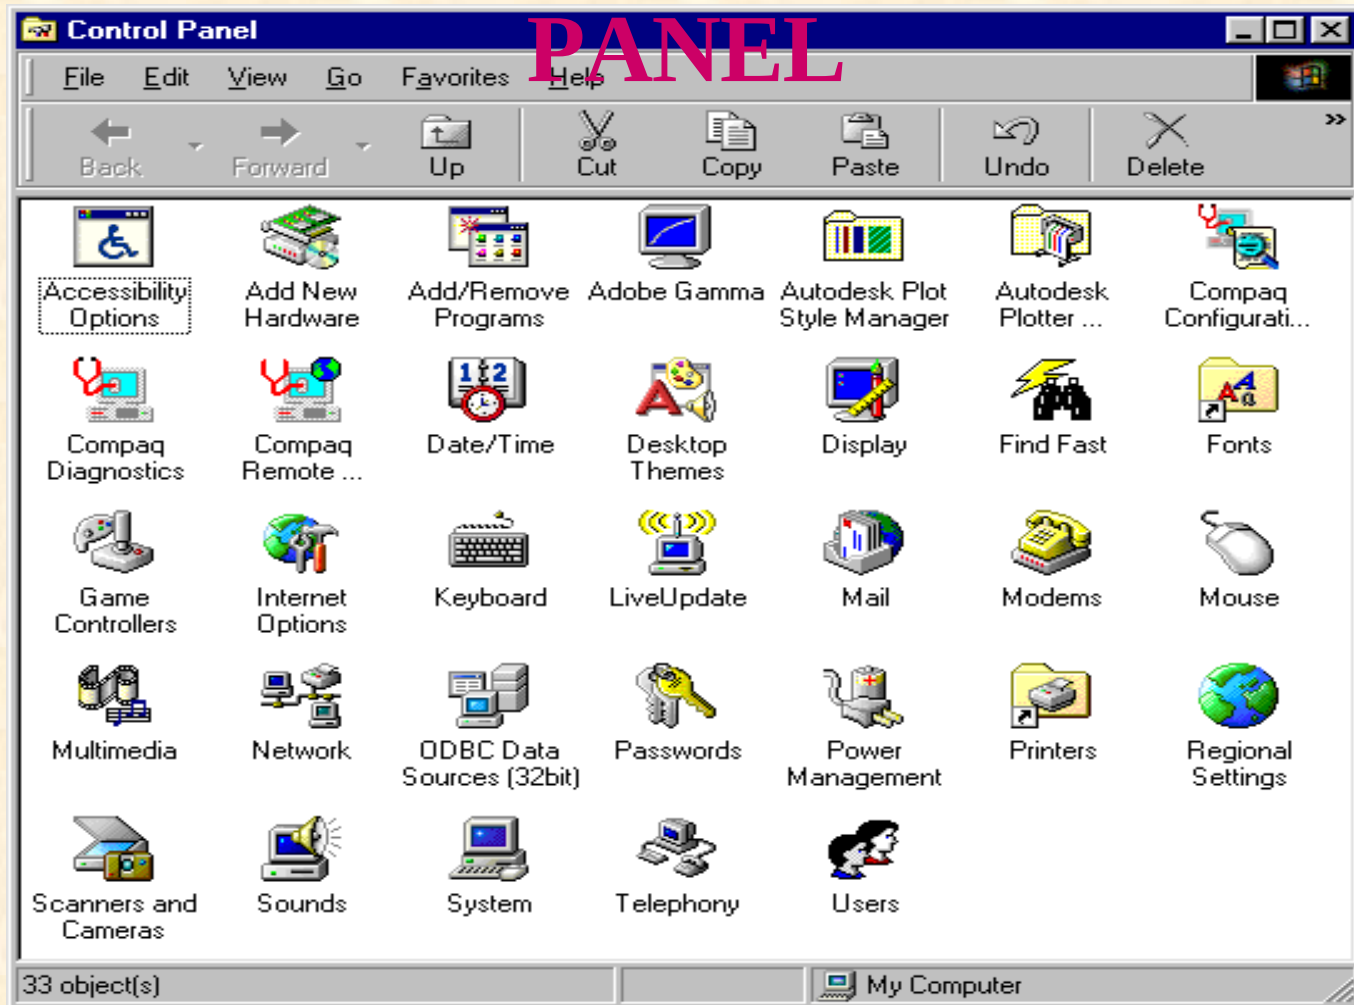 Control Panel
PANEL
File Edit View Go Favorites Help
Back Forward Up Cut Copy Paste Undo Delete »
Accessibility Options
Add New Hardware
Add/Remove Programs
Adobe Gamma
Autodesk Plot Style Manager
Autodesk Plotter ...
Compaq Configurati...
Compaq Diagnostics
Compaq Remote ...
Date/Time
Desktop Themes
Display
Find Fast
Fonts
Game Controllers
Internet Options
Keyboard
LiveUpdate
Mail
Modems
Mouse
Multimedia
Network
ODBC Data Sources (32bit)
Passwords
Power Management
Printers
Regional Settings
Scanners and Cameras
Sounds
System
Telephony
Users
33 object(s)
My Computer